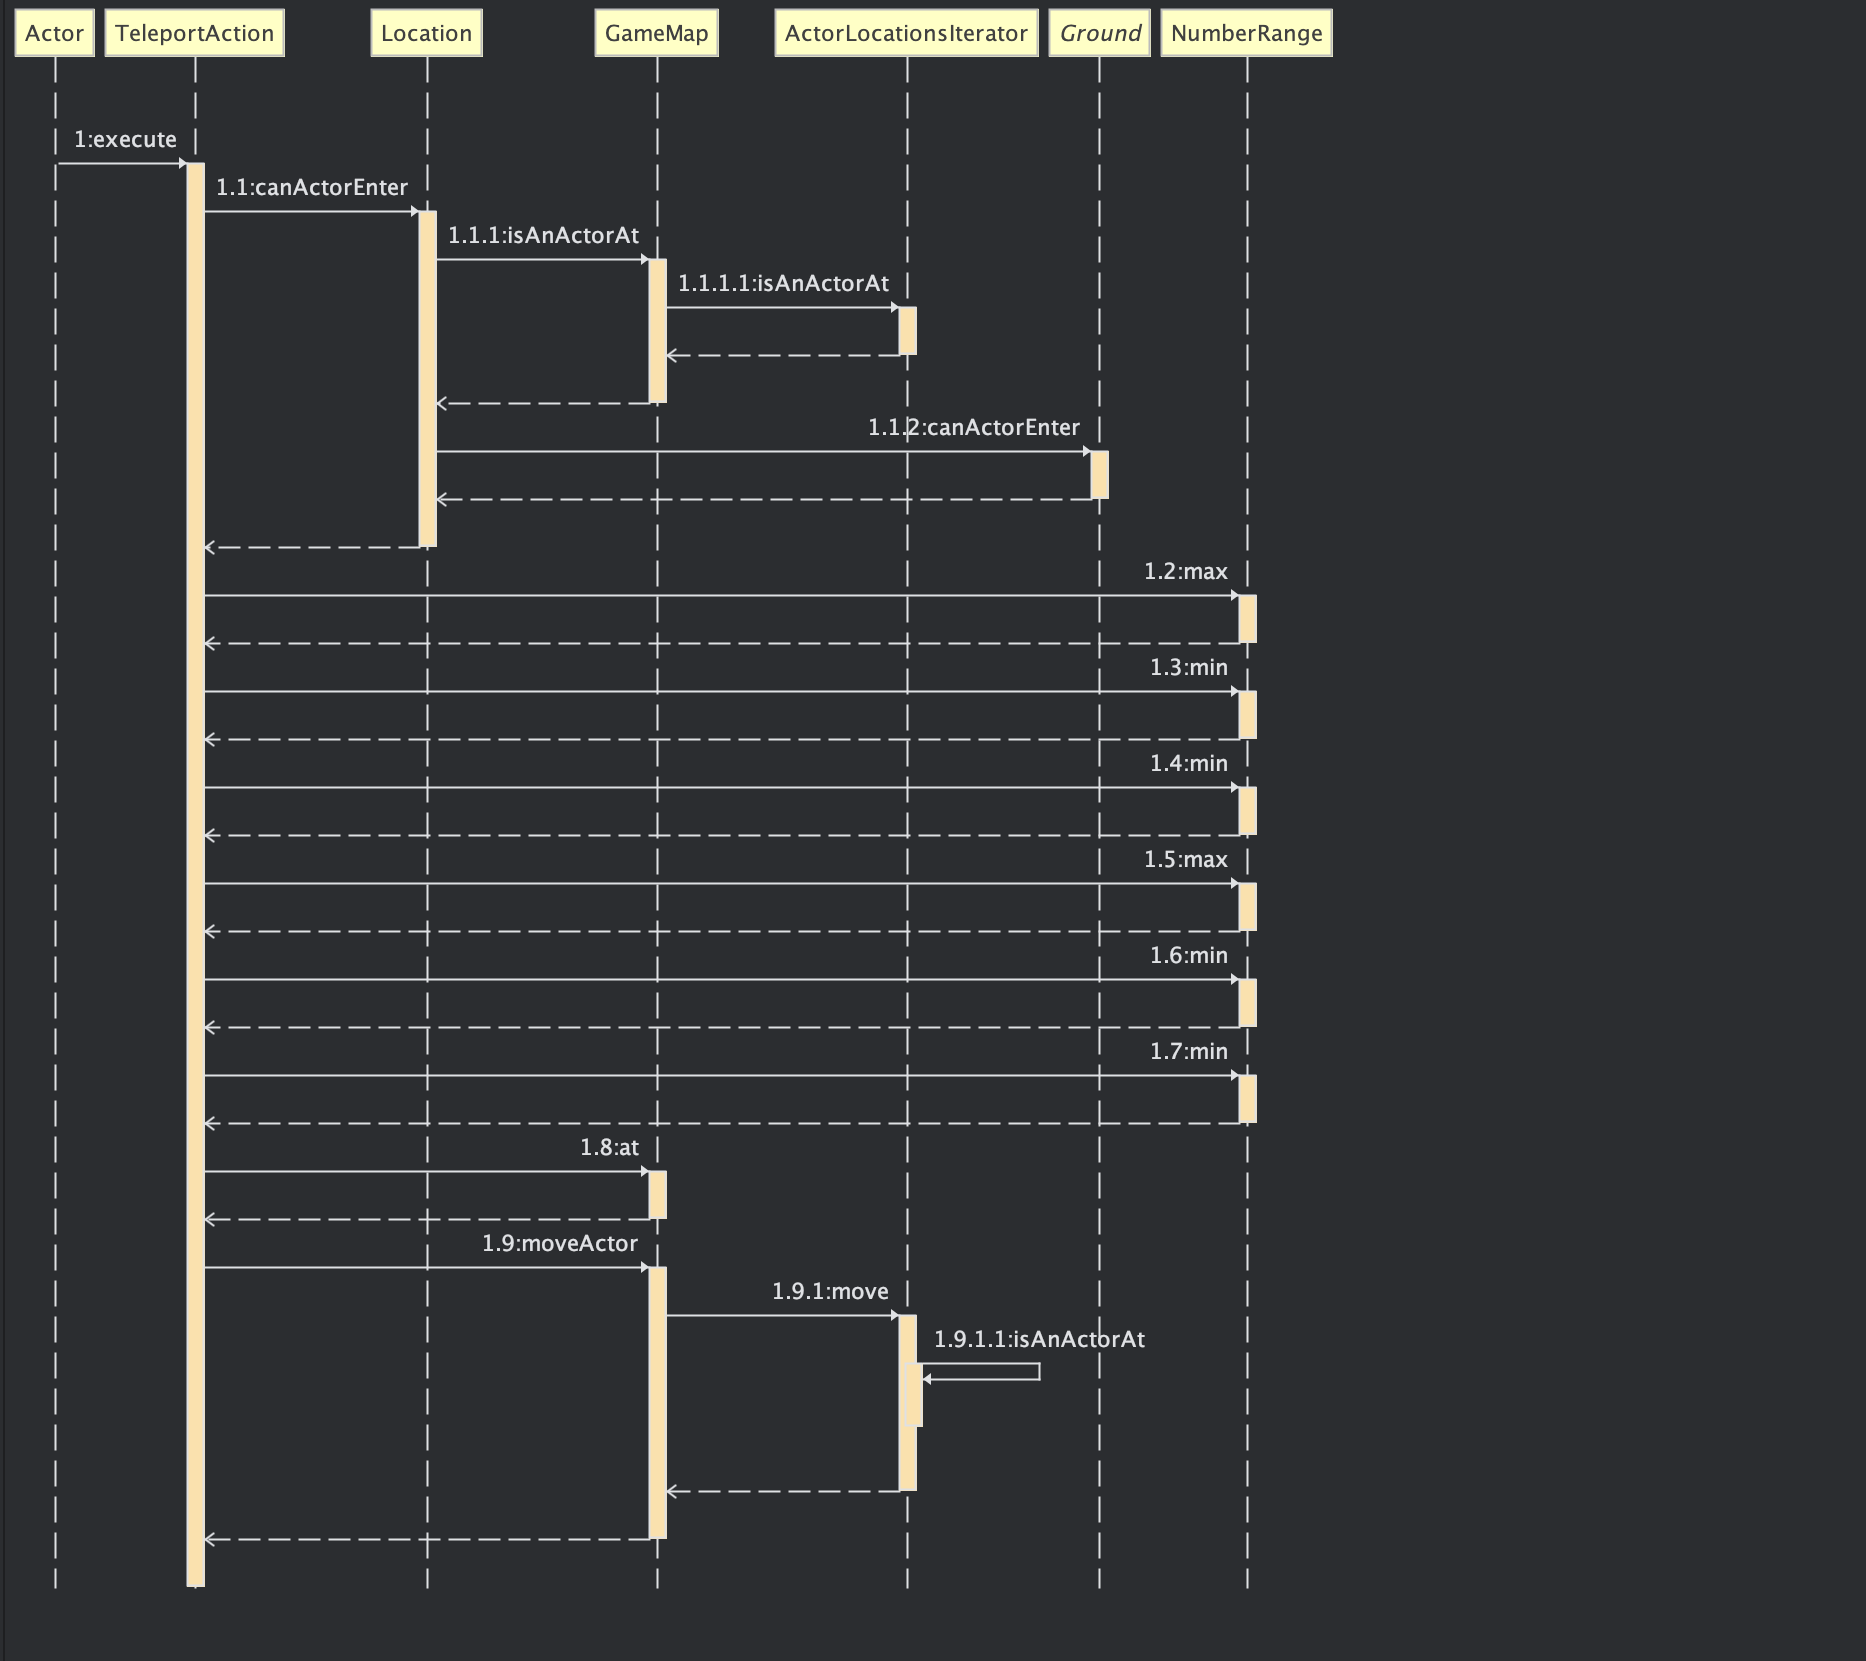 Actor TeleportAction Location GameMap ActorLocationsIterator Ground NumberRange
1:execute
1.1:canActorEnter
1.1.1:isAnActorAt
1.1.1.1:isAnActorAt
1.1.2:canActorEnter
1.2:max
1.3:min
1.4:min
1.5:max
1.6:min
1.7:min
1.8:at
1.9:moveActor
1.9.1:move
1.9.1.1:isAnActorAt